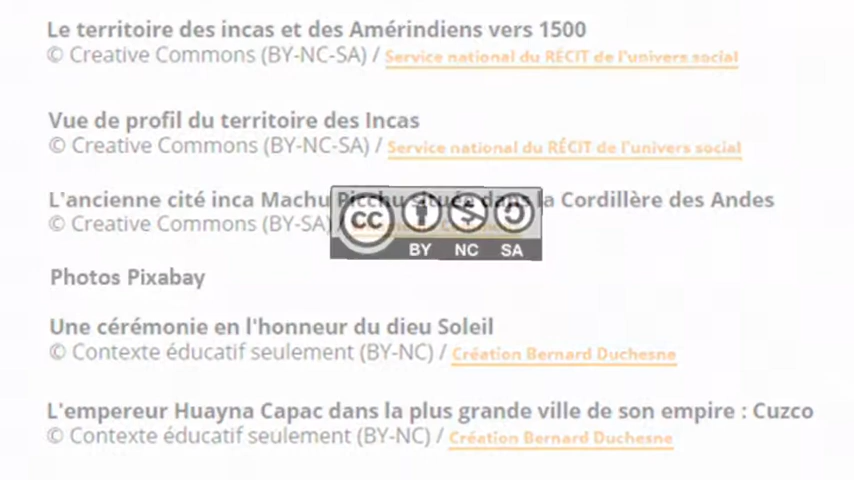 Le territoire des incas et des Amérindiens vers 1500
© Creative Commons (BY-NC-SA) / Service national du RÉCIT de l'univers social
Vue de profil du territoire des Incas
© Creative Commons (BY-NC-SA) / Service national du RÉCIT de l'univers social
L'ancienne cité inca Machu Picchu située dans la Cordillère des Andes
© Creative Commons (BY-SA) /
cc
BY NC SA
Photos Pixabay
Une cérémonie en l'honneur du dieu Soleil
© Contexte éducatif seulement (BY-NC) / Création Bernard Duchesne
L'empereur Huayna Capac dans la plus grande ville de son empire : Cuzco
© Contexte éducatif seulement (BY-NC) / Création Bernard Duchesne